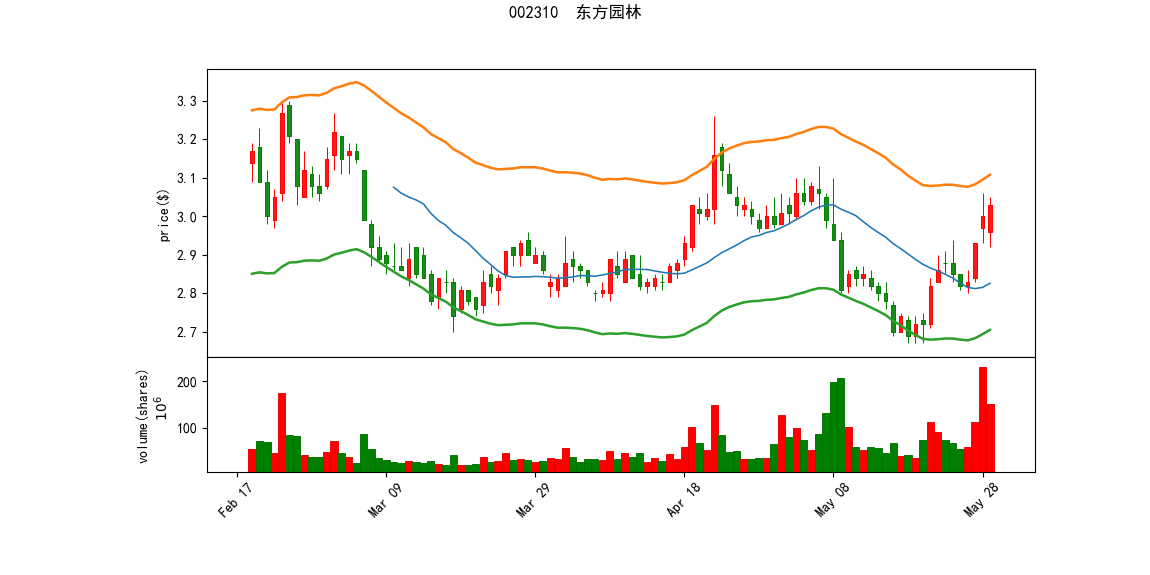 002310  东方园林
price($)
3.3
3.2
3.1
3.0
2.9
2.8
2.7
volume(shares)
10^6
200
100
Feb 17
Mar 09
Mar 29
Apr 18
May 08
May 28